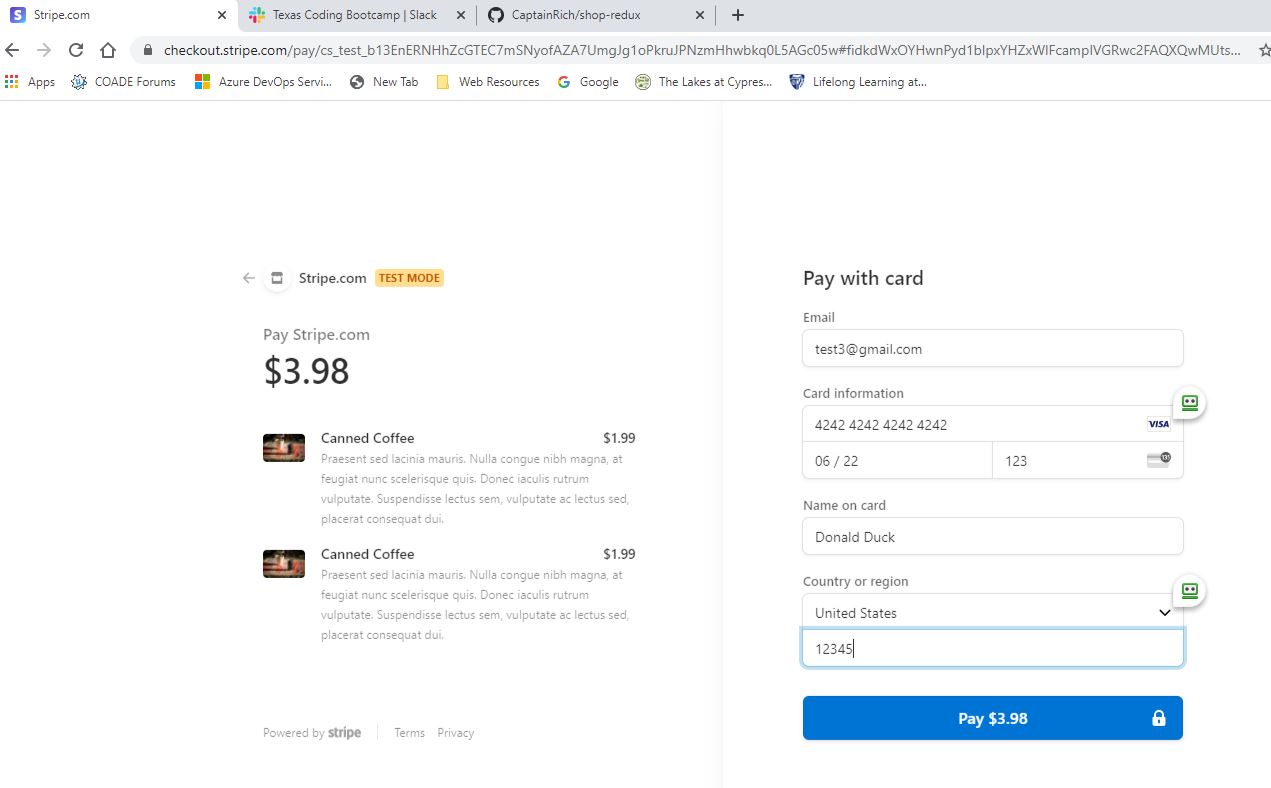 Stripe.com
Texas Coding Bootcamp | Slack
CaptainRich/shop-redux
checkout.stripe.com/pay/cs_test_b13EnERNHhZcGTEC7mSNyofAZA7UmgJg1oPkruJPNzmHhwbkq0L5AGc05w#fidkdWxOYHwnPyd1blpxYHZxWlFcamplVGRwc2FAQXQwMUts...
Apps
COADE Forums
Azure DevOps Servi...
New Tab
Web Resources
Google
The Lakes at Cypres...
Lifelong Learning at...
Stripe.com TEST MODE
Pay Stripe.com
$3.98
Canned Coffee $1.99
Praesent sed lacinia mauris. Nulla congue nibh magna, at
feugiat nunc scelerisque quis. Donec iaculis rutrum
vulputate. Suspendisse lectus sem, vulputate ac lectus sed,
placerat consequat dui.
Canned Coffee $1.99
Praesent sed lacinia mauris. Nulla congue nibh magna, at
feugiat nunc scelerisque quis. Donec iaculis rutrum
vulputate. Suspendisse lectus sem, vulputate ac lectus sed,
placerat consequat dui.
Powered by stripe
Terms Privacy
Pay with card
Email
test3@gmail.com
Card information
4242 4242 4242 4242 VISA
06 / 22 123
Name on card
Donald Duck
Country or region
United States
12345
Pay $3.98